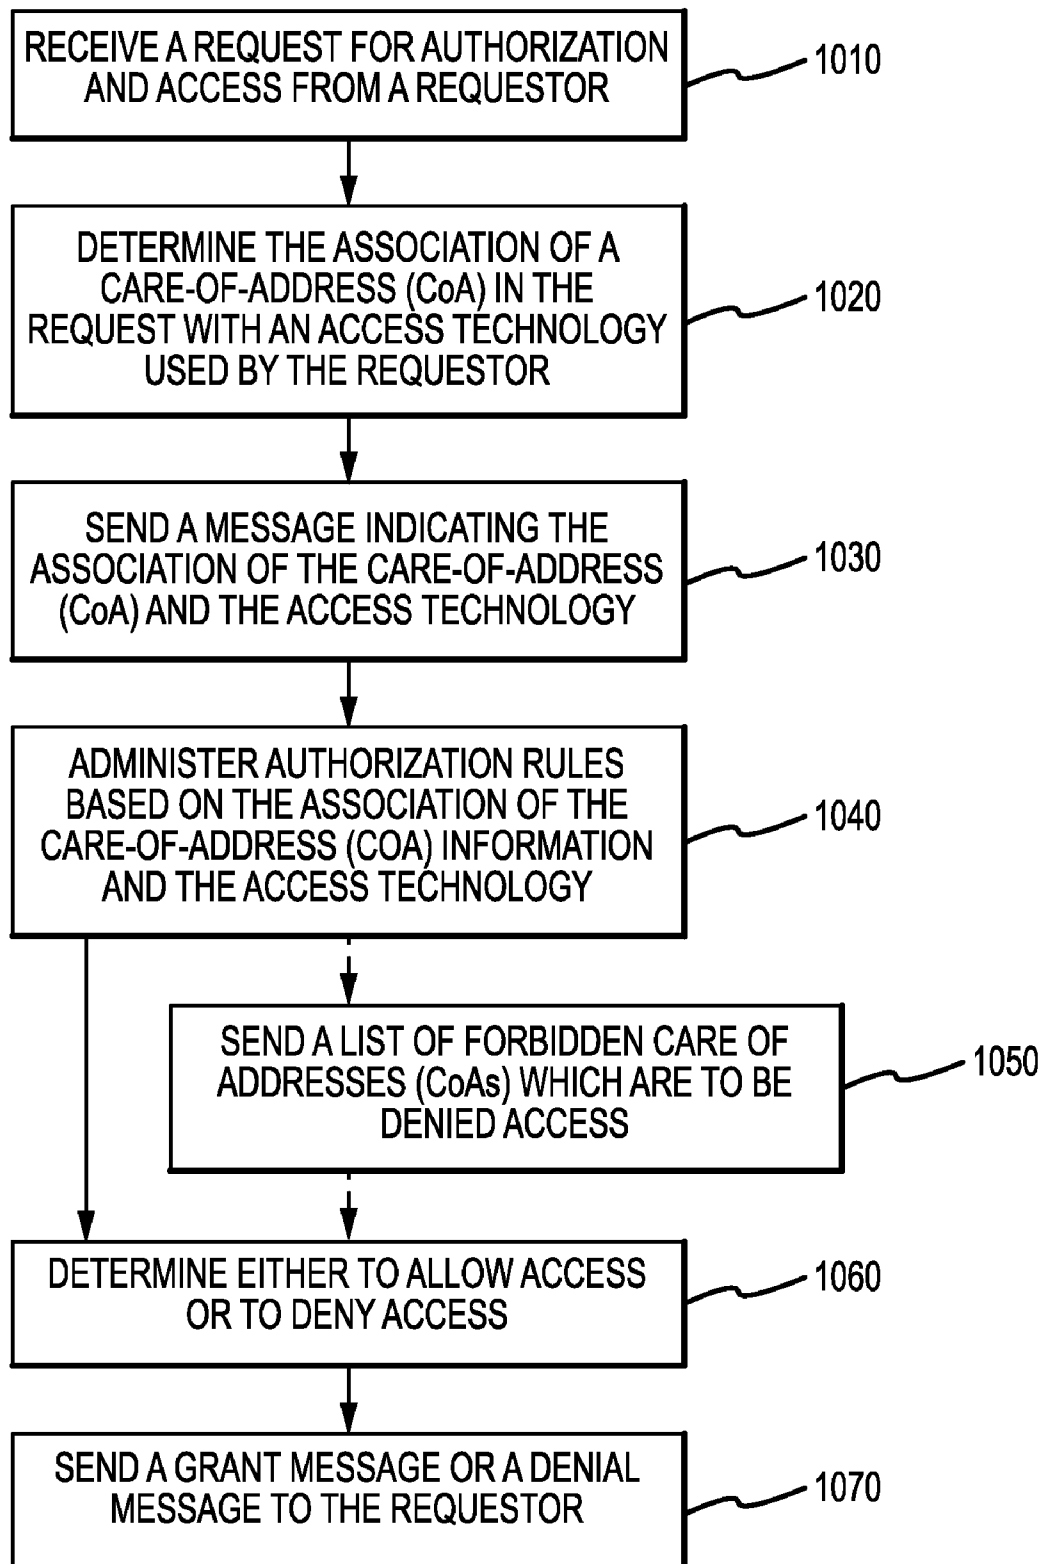 RECEIVE A REQUEST FOR AUTHORIZATION
AND ACCESS FROM A REQUESTOR
1010
DETERMINE THE ASSOCIATION OF A
CARE-OF-ADDRESS (CoA) IN THE
REQUEST WITH AN ACCESS TECHNOLOGY
USED BY THE REQUESTOR
1020
SEND A MESSAGE INDICATING THE
ASSOCIATION OF THE CARE-OF-ADDRESS
(CoA) AND THE ACCESS TECHNOLOGY
1030
ADMINISTER AUTHORIZATION RULES
BASED ON THE ASSOCIATION OF THE
CARE-OF-ADDRESS (COA) INFORMATION
AND THE ACCESS TECHNOLOGY
1040
SEND A LIST OF FORBIDDEN CARE OF
ADDRESSES (CoAs) WHICH ARE TO BE
DENIED ACCESS
1050
DETERMINE EITHER TO ALLOW ACCESS
OR TO DENY ACCESS
1060
SEND A GRANT MESSAGE OR A DENIAL
MESSAGE TO THE REQUESTOR
1070